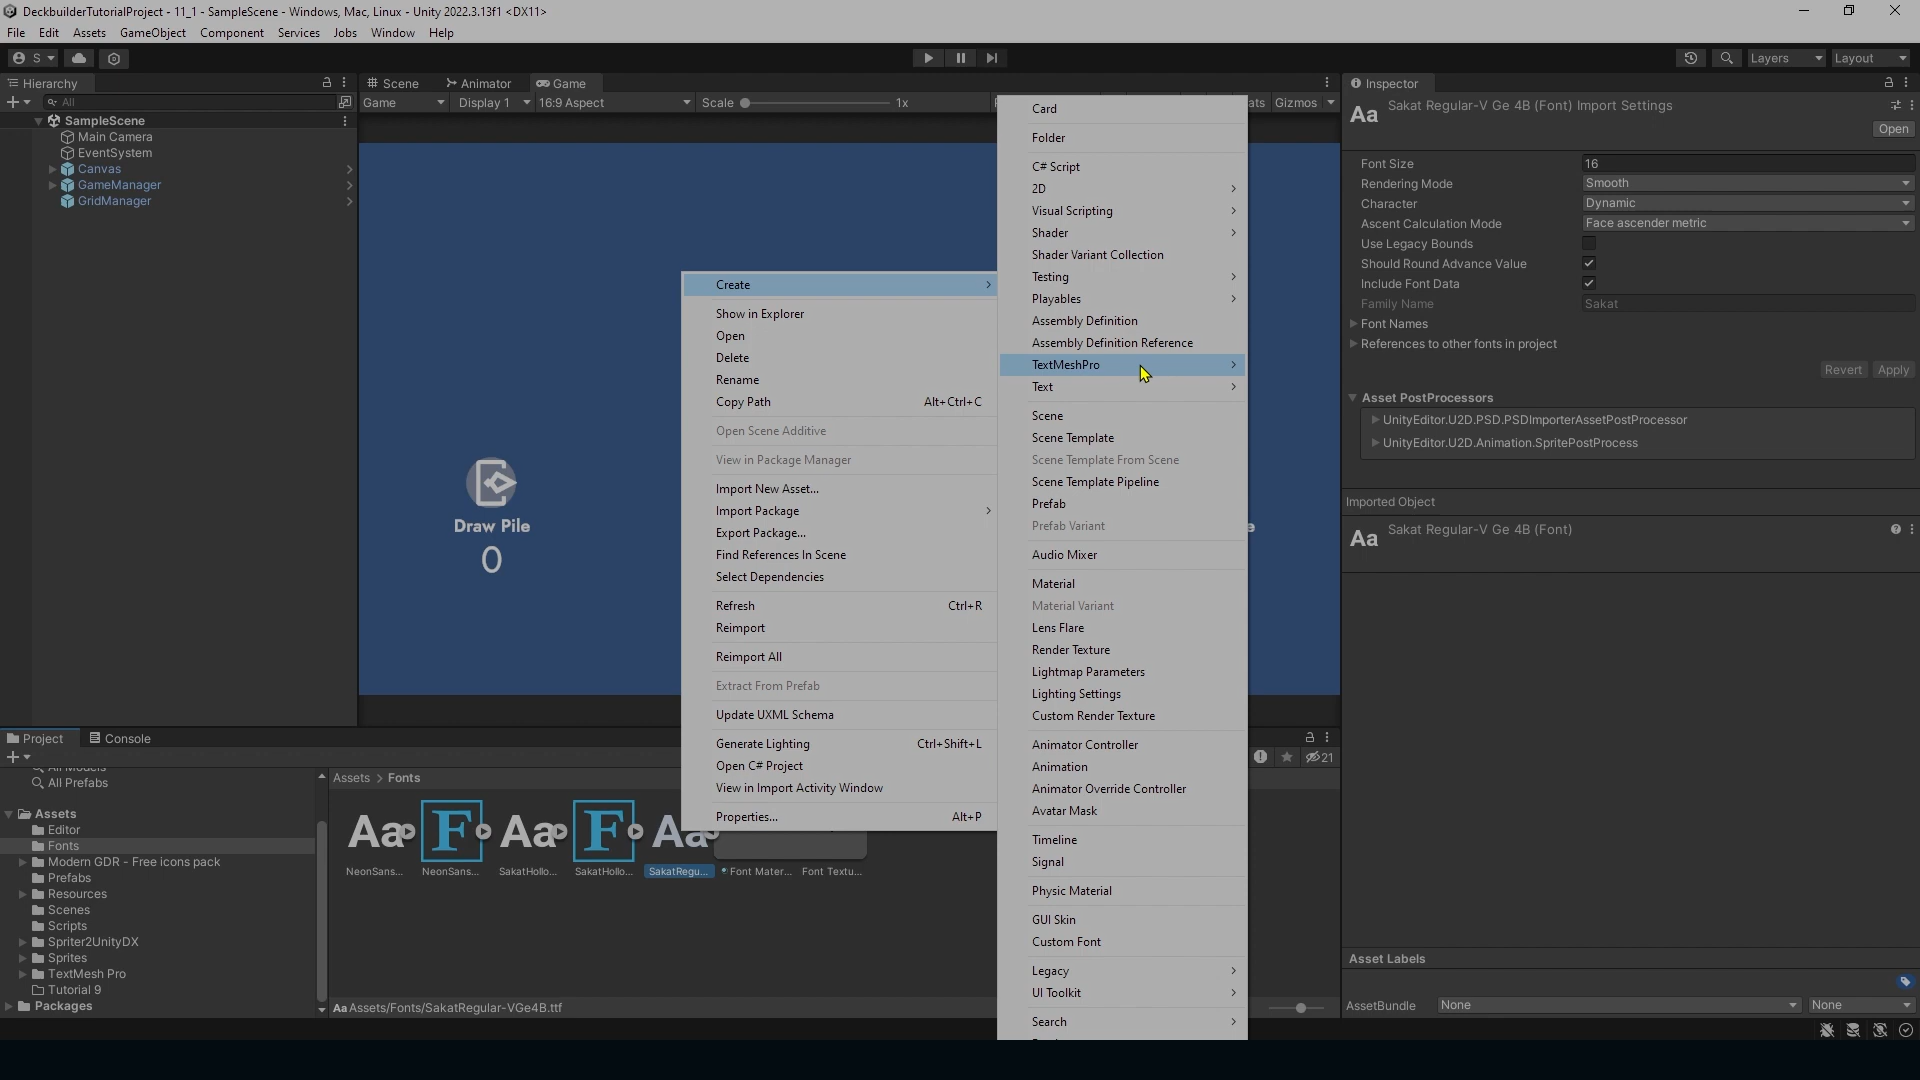 DeckbuilderTutorialProject - 11_1 - SampleScene - Windows, Mac, Linux - Unity 2022.3.13f1 <DX11>
File Edit Assets GameObject Component Services Jobs Window Help
S Layers Layout
Hierarchy
All
SampleScene
Main Camera
EventSystem
Canvas
GameManager
GridManager
Scene Animator Game
Game Display 1 16:9 Aspect Scale 1x Gizmos
Draw Pile
0
Create
Show in Explorer
Open
Delete
Rename
Copy Path Alt+Ctrl+C
Open Scene Additive
View in Package Manager
Import New Asset...
Import Package
Export Package...
Find References In Scene
Select Dependencies
Refresh Ctrl+R
Reimport
Reimport All
Extract From Prefab
Update UXML Schema
Generate Lighting Ctrl+Shift+L
Open C# Project
View in Import Activity Window
Properties... Alt+P
Card
Folder
C# Script
2D
Visual Scripting
Shader
Shader Variant Collection
Testing
Playables
Assembly Definition
Assembly Definition Reference
TextMeshPro
Text
Scene
Scene Template
Scene Template From Scene
Scene Template Pipeline
Prefab
Prefab Variant
Audio Mixer
Material
Material Variant
Lens Flare
Render Texture
Lightmap Parameters
Lighting Settings
Custom Render Texture
Animator Controller
Animation
Animator Override Controller
Avatar Mask
Timeline
Signal
Physic Material
GUI Skin
Custom Font
Legacy
UI Toolkit
Search
Inspector
Aa Sakat Regular-V Ge 4B (Font) Import Settings
Open
Font Size 16
Rendering Mode Smooth
Character Dynamic
Ascent Calculation Mode Face ascender metric
Use Legacy Bounds
Should Round Advance Value
Include Font Data
Family Name Sakat
Font Names
References to other fonts in project
Revert Apply
Asset PostProcessors
UnityEditor.U2D.PSD.PSDImporterAssetPostProcessor
UnityEditor.U2D.Animation.SpritePostProcess
Imported Object
Aa Sakat Regular-V Ge 4B (Font)
Asset Labels
AssetBundle None None
Project Console
21
All Prefabs
Assets
Editor
Fonts
Modern GDR - Free icons pack
Prefabs
Resources
Scenes
Scripts
Spriter2UnityDX
Sprites
TextMesh Pro
Tutorial 9
Packages
Assets > Fonts
Aa F Aa F Aa
NeonSans... NeonSans... SakatHollo... SakatHollo... SakatRegu... Font Mater... Font Textu...
Aa Assets/Fonts/SakatRegular-VGe4B.ttf